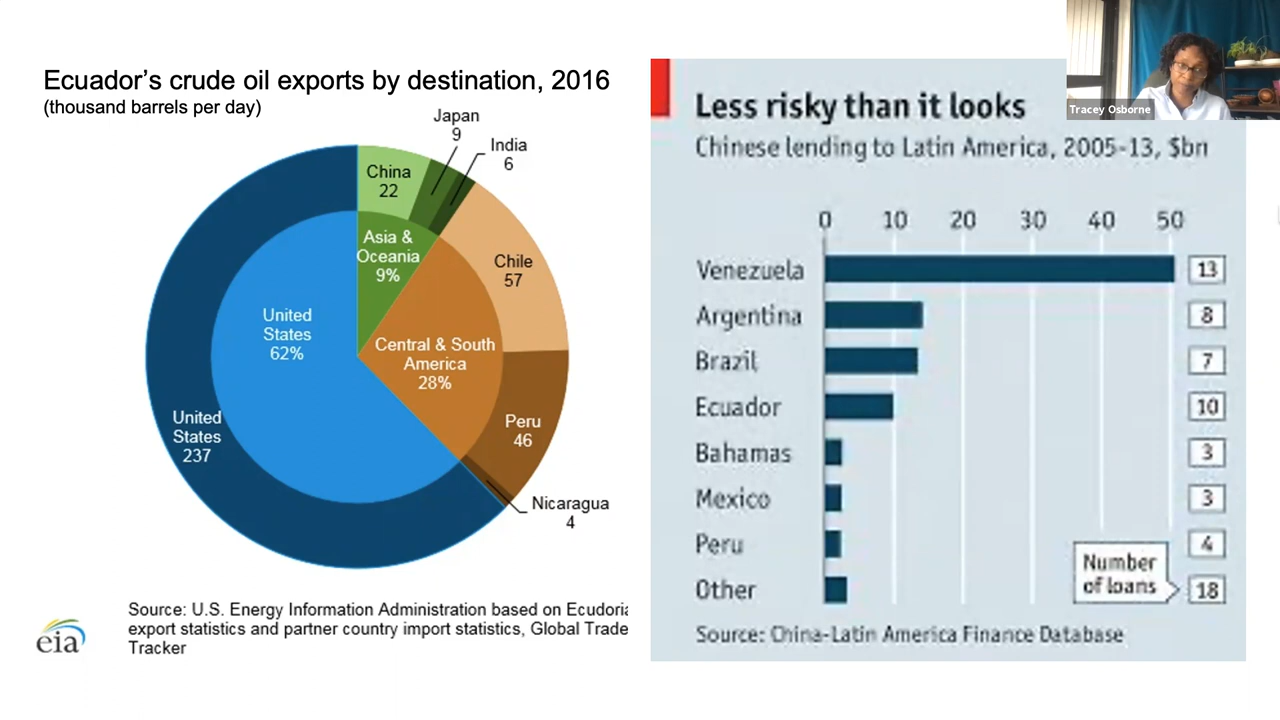 Ecuador's crude oil exports by destination, 2016
(thousand barrels per day)
Japan
9
India
6
China
22
Asia &
Oceania
9%
Chile
57
United
States
62%
Central & South
America
28%
United
States
237
Peru
46
Nicaragua
4
Source: U.S. Energy Information Administration based on Ecudoria
export statistics and partner country import statistics, Global Trade
Tracker
eia
Tracey Osborne
Less risky than it looks
Chinese lending to Latin America, 2005-13, $bn
0 10 20 30 40 50
Venezuela 13
Argentina 8
Brazil 7
Ecuador 10
Bahamas 3
Mexico 3
Peru 4
Other 18
Number
of loans
Source: China-Latin America Finance Database